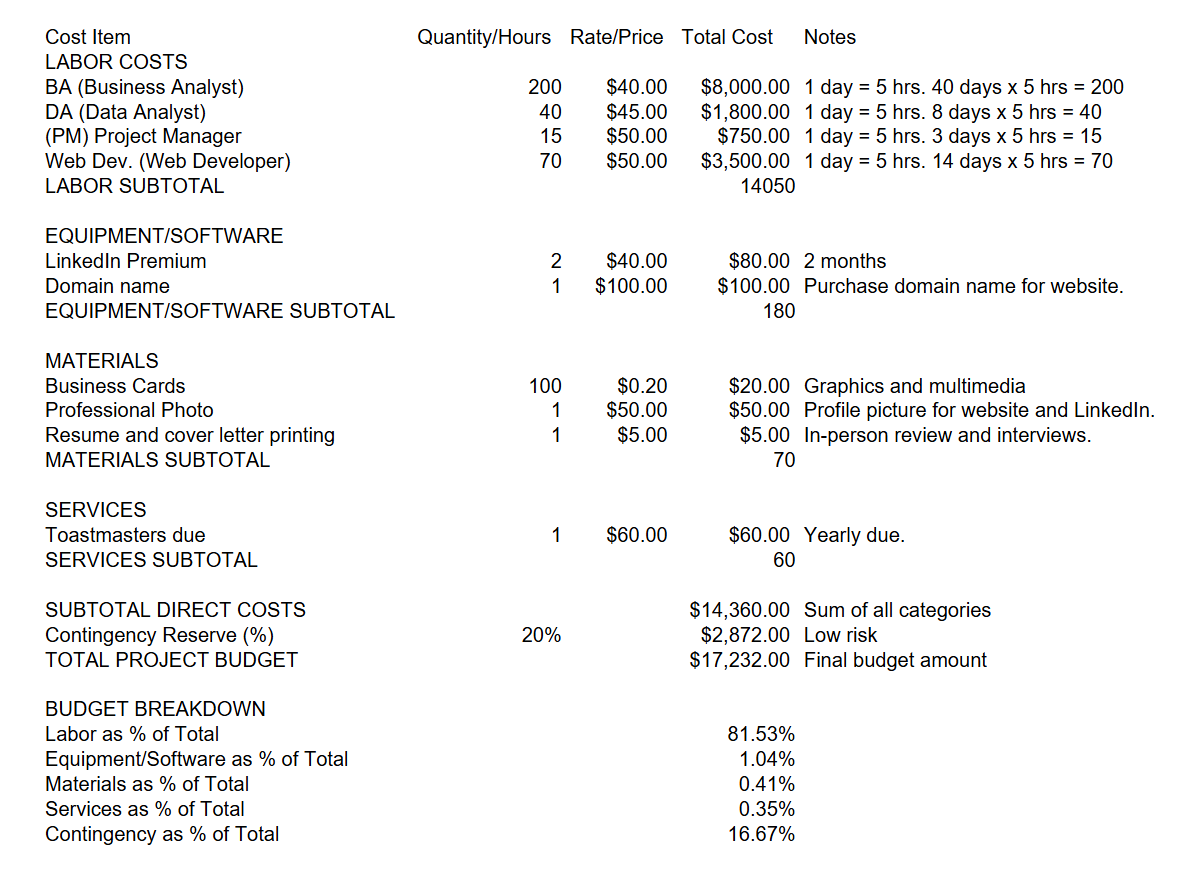 Cost Item Quantity/Hours Rate/Price Total Cost Notes
LABOR COSTS
BA (Business Analyst) 200 $40.00 $8,000.00 1 day = 5 hrs. 40 days x 5 hrs = 200
DA (Data Analyst) 40 $45.00 $1,800.00 1 day = 5 hrs. 8 days x 5 hrs = 40
(PM) Project Manager 15 $50.00 $750.00 1 day = 5 hrs. 3 days x 5 hrs = 15
Web Dev. (Web Developer) 70 $50.00 $3,500.00 1 day = 5 hrs. 14 days x 5 hrs = 70
LABOR SUBTOTAL 14050
EQUIPMENT/SOFTWARE
LinkedIn Premium 2 $40.00 $80.00 2 months
Domain name 1 $100.00 $100.00 Purchase domain name for website.
EQUIPMENT/SOFTWARE SUBTOTAL 180
MATERIALS
Business Cards 100 $0.20 $20.00 Graphics and multimedia
Professional Photo 1 $50.00 $50.00 Profile picture for website and LinkedIn.
Resume and cover letter printing 1 $5.00 $5.00 In-person review and interviews.
MATERIALS SUBTOTAL 70
SERVICES
Toastmasters due 1 $60.00 $60.00 Yearly due.
SERVICES SUBTOTAL 60
SUBTOTAL DIRECT COSTS $14,360.00 Sum of all categories
Contingency Reserve (%) 20% $2,872.00 Low risk
TOTAL PROJECT BUDGET $17,232.00 Final budget amount
BUDGET BREAKDOWN
Labor as % of Total 81.53%
Equipment/Software as % of Total 1.04%
Materials as % of Total 0.41%
Services as % of Total 0.35%
Contingency as % of Total 16.67%